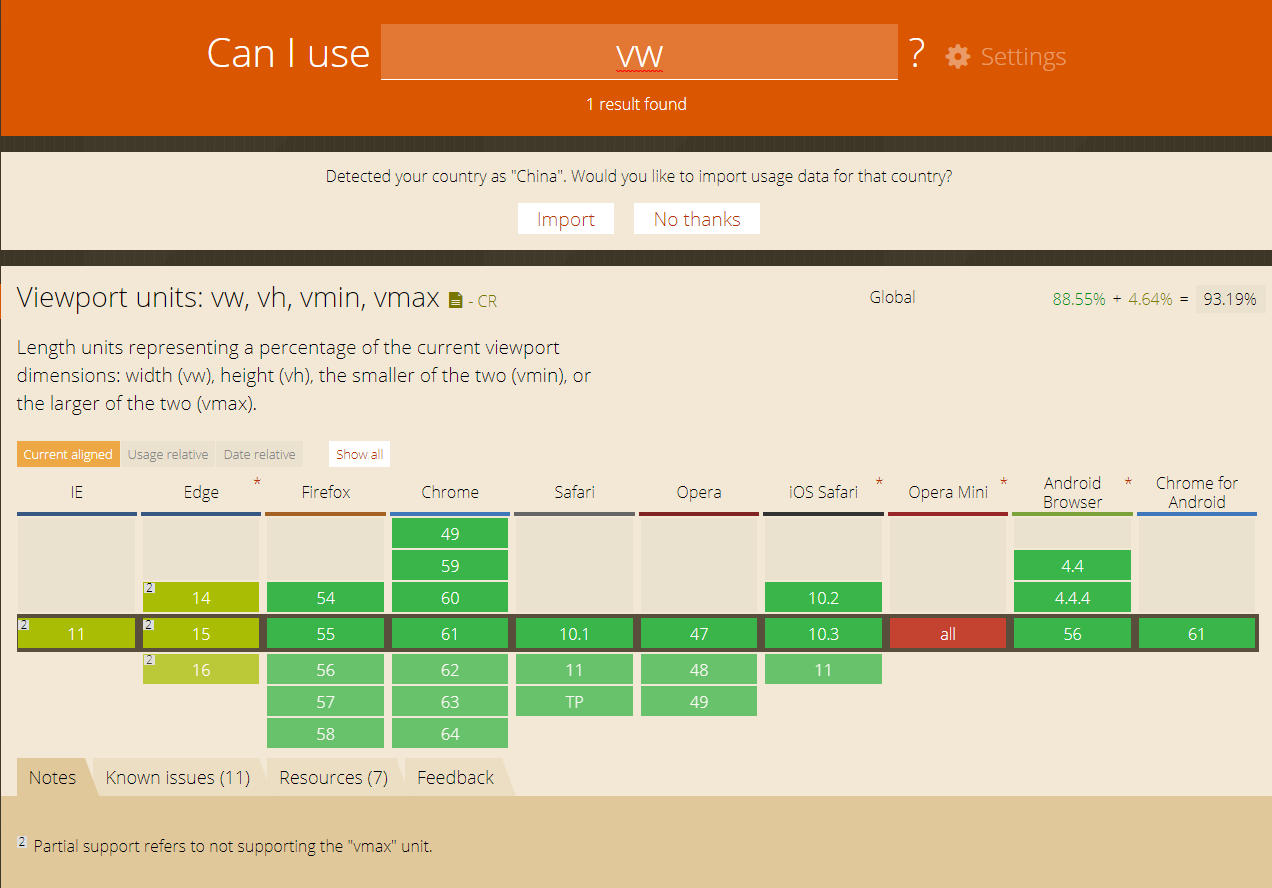 Can I use vw ? Settings
1 result found
Detected your country as "China". Would you like to import usage data for that country?
Import No thanks
Viewport units: vw, vh, vmin, vmax - CR Global 88.55% + 4.64% = 93.19%
Length units representing a percentage of the current viewport
dimensions: width (vw), height (vh), the smaller of the two (vmin), or
the larger of the two (vmax).
Current aligned Usage relative Date relative Show all
IE Edge * Firefox Chrome Safari Opera iOS Safari * Opera Mini * Android Browser * Chrome for Android
49
59 4.4
2 14 54 60 10.2 4.4.4
2 11 2 15 55 61 10.1 47 10.3 all 56 61
2 16 56 62 11 48 11
57 63 TP 49
58 64
Notes Known issues (11) Resources (7) Feedback
2 Partial support refers to not supporting the "vmax" unit.